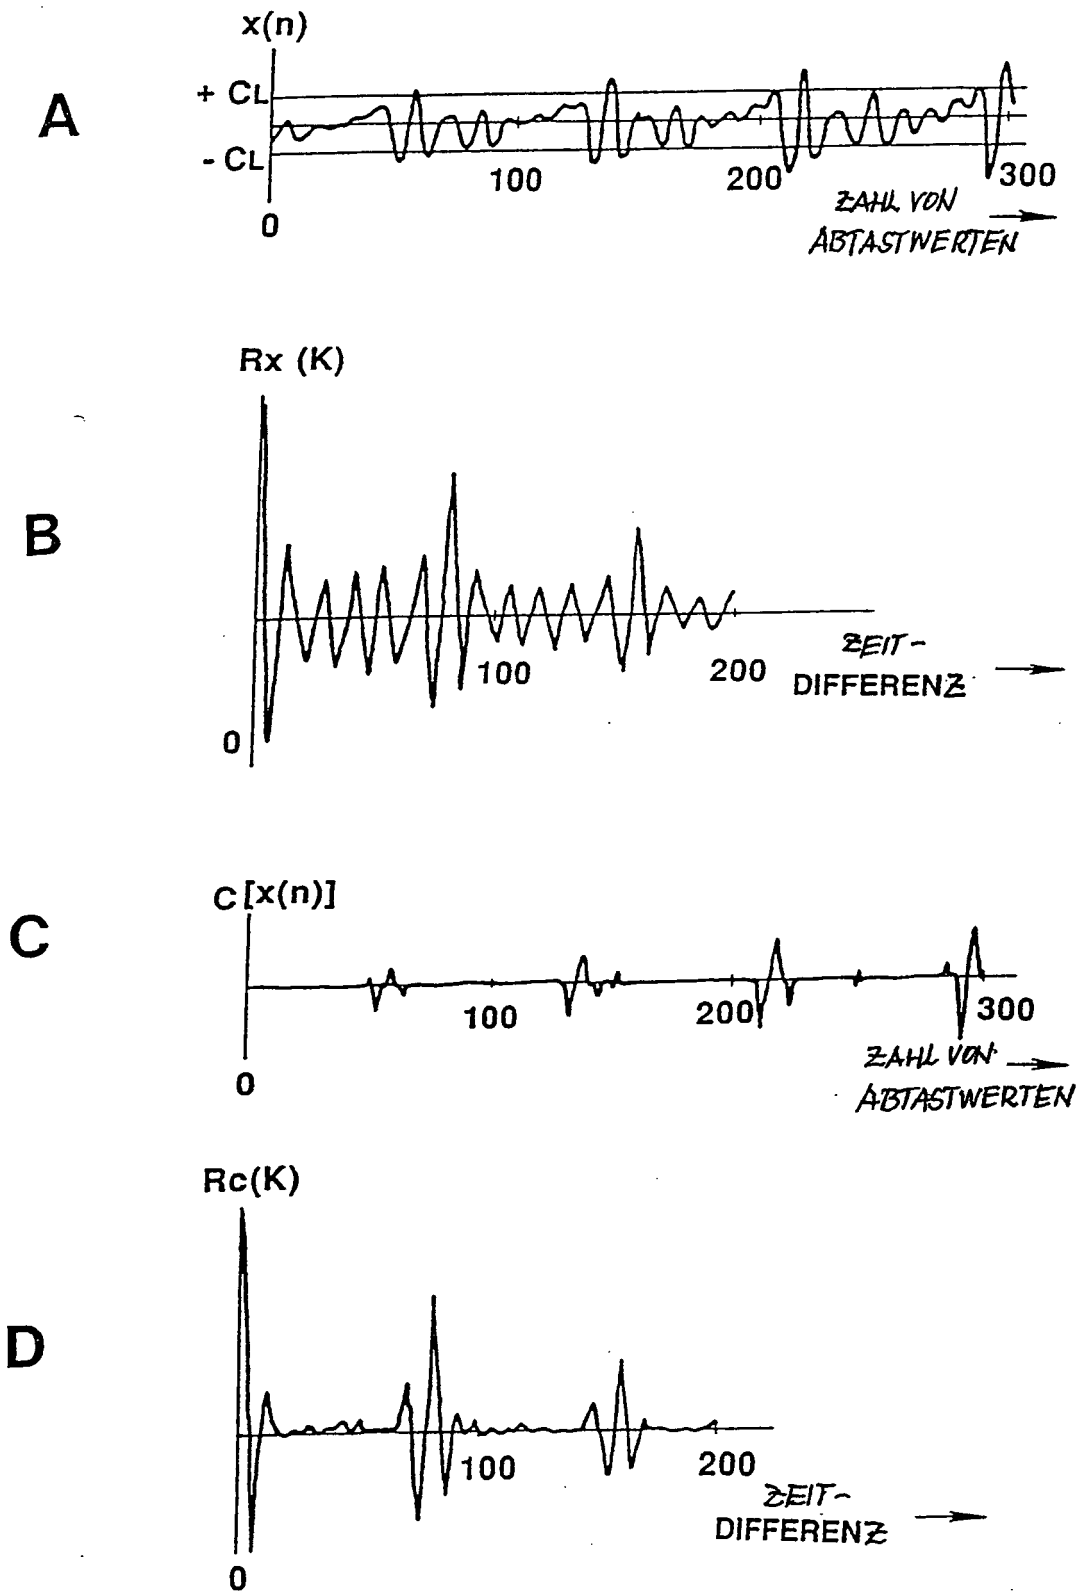 x(n)
A
+ CL
- CL
100
200
300
0
ZAHL VON
ABTASTWERTEN
Rx (K)
B
100
200
0
ZEIT-
DIFFERENZ
C [x(n)]
C
100
200
300
0
ZAHL VON
ABTASTWERTEN
Rc(K)
D
100
200
0
ZEIT-
DIFFERENZ